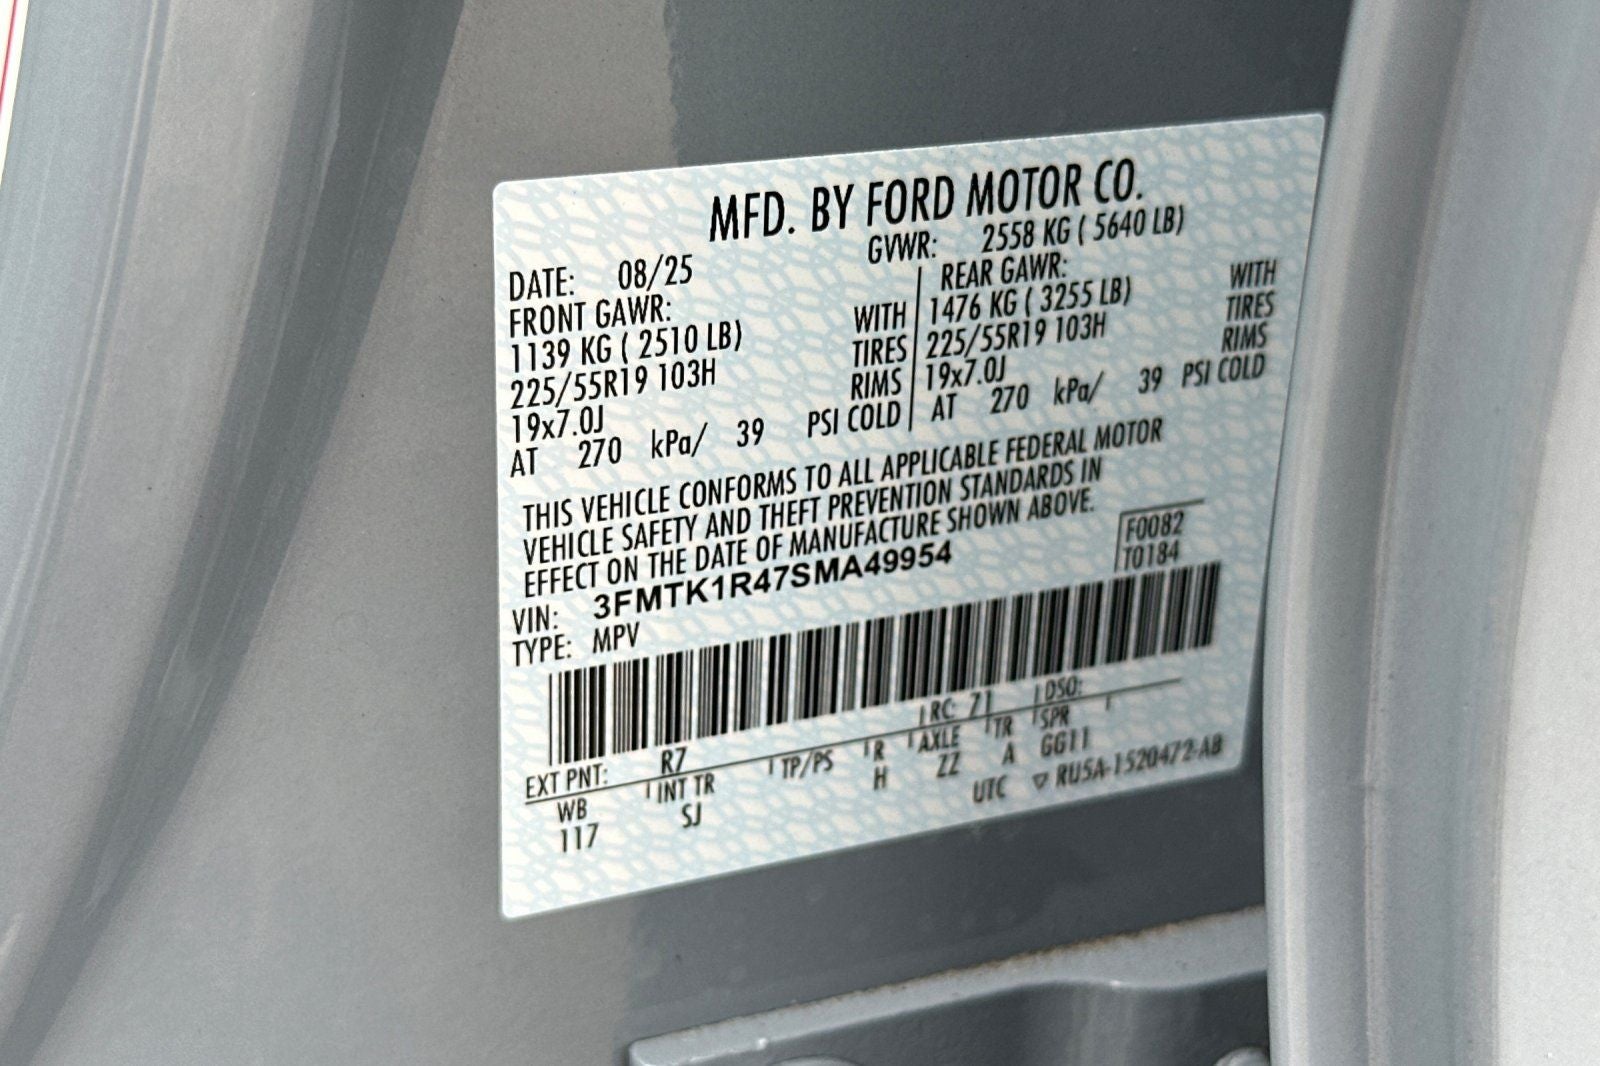 MFD. BY FORD MOTOR CO.
DATE: 08/25 GVWR: 2558 KG ( 5640 LB)
FRONT GAWR: REAR GAWR:
1139 KG ( 2510 LB) WITH 1476 KG ( 3255 LB) WITH
225/55R19 103H TIRES 225/55R19 103H TIRES
19x7.0J RIMS 19x7.0J RIMS
AT 270 kPa/ 39 PSI COLD AT 270 kPa/ 39 PSI COLD
THIS VEHICLE CONFORMS TO ALL APPLICABLE FEDERAL MOTOR
VEHICLE SAFETY AND THEFT PREVENTION STANDARDS IN
EFFECT ON THE DATE OF MANUFACTURE SHOWN ABOVE.
VIN: 3FMTK1R47SMA49954 F0082
TYPE: MPV T0184
EXT PNT: R7 RC: 71 DSO:
WB INT TR TP/PS R AXLE TR SPR
117 SJ H ZZ A GG11
UTC ▽ RU5A-1520472-AB